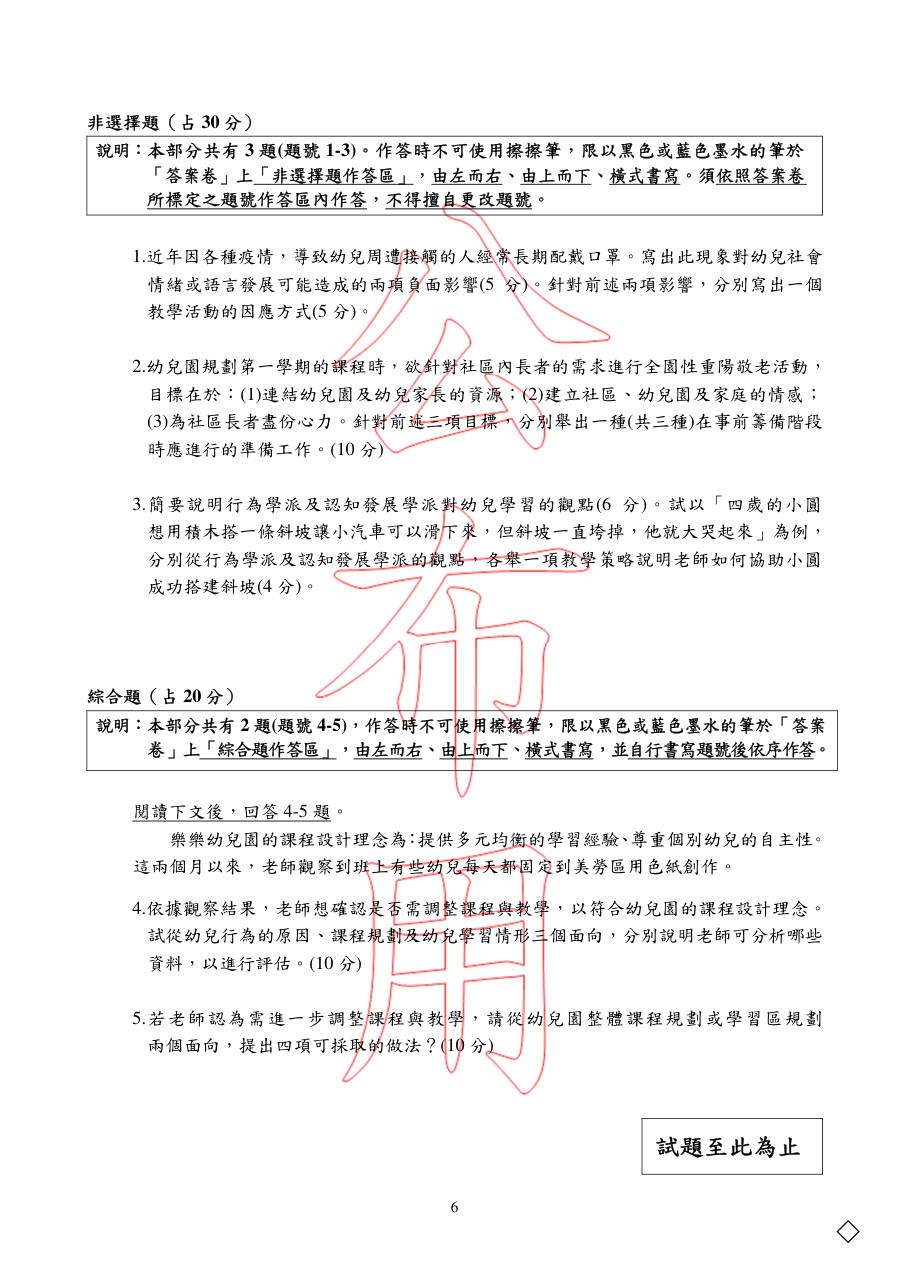 非選擇題（占 30 分）
說明：本部分共有 3 題(題號 1-3)。作答時不可使用擦擦筆，限以黑色或藍色墨水的筆於
「答案卷」上「非選擇題作答區」，由左而右、由上而下、橫式書寫。須依照答案卷
所標定之題號作答區內作答，不得擅自更改題號。
1.近年因各種疫情，導致幼兒周遭接觸的人經常長期配戴口罩。寫出此現象對幼兒社會
情緒或語言發展可能造成的兩項負面影響(5 分)。針對前述兩項影響，分別寫出一個
教學活動的因應方式(5 分)。
2.幼兒園規劃第一學期的課程時，欲針對社區內長者的需求進行全園性重陽敬老活動，
目標在於：(1)連結幼兒園及幼兒家長的資源；(2)建立社區、幼兒園及家庭的情感；
(3)為社區長者盡份心力。針對前述三項目標，分別舉出一種(共三種)在事前籌備階段
時應進行的準備工作。(10 分)
3.簡要說明行為學派及認知發展學派對幼兒學習的觀點(6 分)。試以「四歲的小圓
想用積木搭一條斜坡讓小汽車可以滑下來，但斜坡一直垮掉，他就大哭起來」為例，
分別從行為學派及認知發展學派的觀點，各舉一項教學策略說明老師如何協助小圓
成功搭建斜坡(4 分)。
綜合題（占 20 分）
說明：本部分共有 2 題(題號 4-5)，作答時不可使用擦擦筆，限以黑色或藍色墨水的筆於「答案
卷」上「綜合題作答區」，由左而右、由上而下、橫式書寫，並自行書寫題號後依序作答。
閱讀下文後，回答 4-5 題。
樂樂幼兒園的課程設計理念為：提供多元均衡的學習經驗、尊重個別幼兒的自主性。
這兩個月以來，老師觀察到班上有些幼兒每天都固定到美勞區用色紙創作。
4.依據觀察結果，老師想確認是否需調整課程與教學，以符合幼兒園的課程設計理念。
試從幼兒行為的原因、課程規劃及幼兒學習情形三個面向，分別說明老師可分析哪些
資料，以進行評估。(10 分)
5.若老師認為需進一步調整課程與教學，請從幼兒園整體課程規劃或學習區規劃
兩個面向，提出四項可採取的做法？(10 分)
試題至此為止
6
公布用